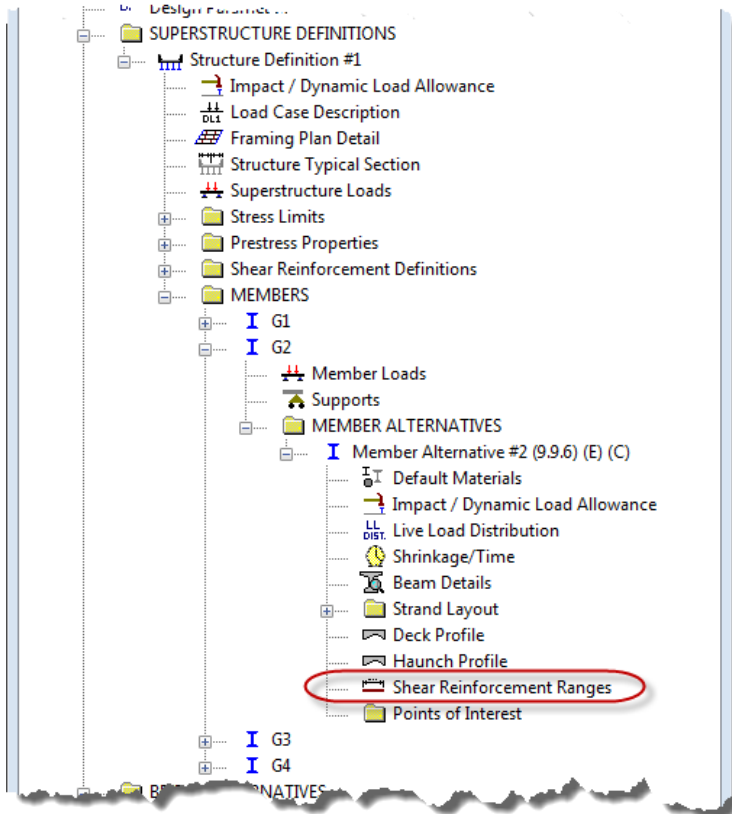 SUPERSTRUCTURE DEFINITIONS
Structure Definition #1
Impact / Dynamic Load Allowance
DL1 Load Case Description
Framing Plan Detail
Structure Typical Section
Superstructure Loads
Stress Limits
Prestress Properties
Shear Reinforcement Definitions
MEMBERS
G1
G2
Member Loads
Supports
MEMBER ALTERNATIVES
Member Alternative #2 (9.9.6) (E) (C)
Default Materials
Impact / Dynamic Load Allowance
LL DIST. Live Load Distribution
Shrinkage/Time
Beam Details
Strand Layout
Deck Profile
Haunch Profile
Shear Reinforcement Ranges
Points of Interest
G3
G4